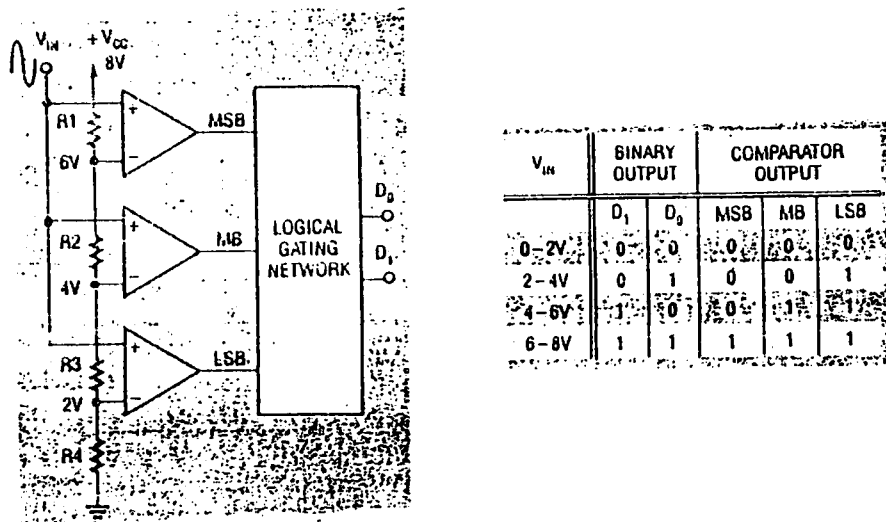 V_IN + V_CC
8V
R1
+
MSB
6V
−
D_0
+
R2
MB
LOGICAL
GATING
NETWORK
D_1
−
4V
+
R3
LSB
2V
−
R4
V_IN BINARY OUTPUT COMPARATOR OUTPUT
D_1 D_0 MSB MB LSB
0-2V 0 0 0 0 0
2-4V 0 1 0 0 1
4-6V 1 0 0 1 1
6-8V 1 1 1 1 1